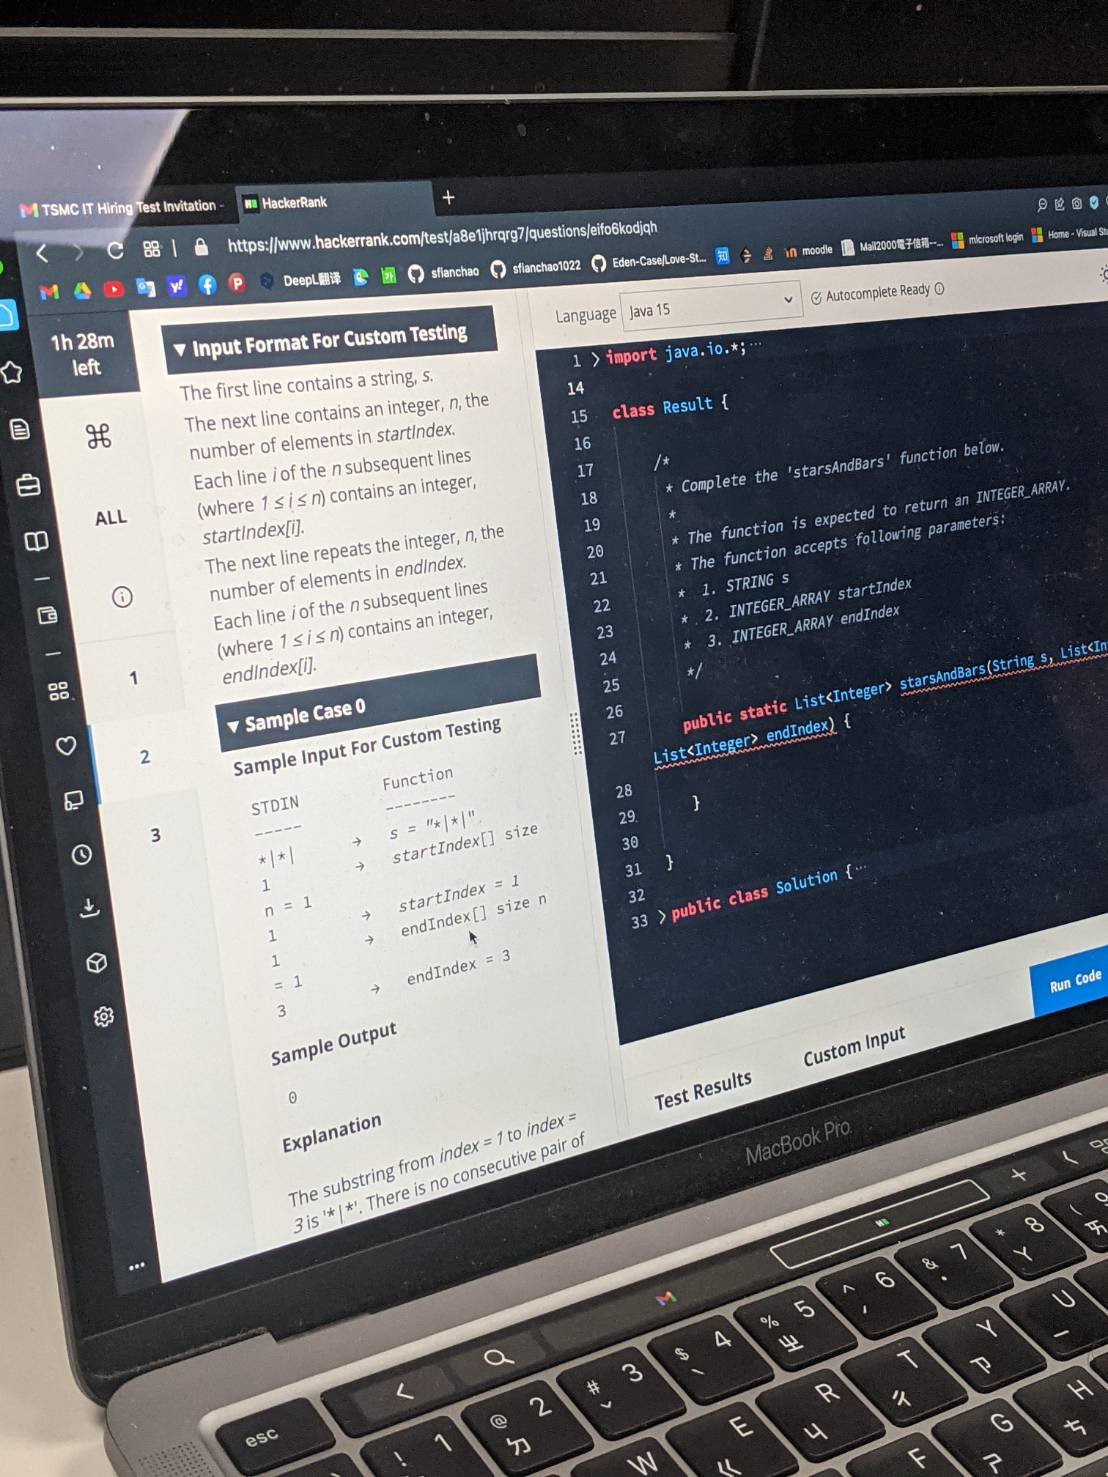 TSMC IT Hiring Test Invitation -
HackerRank
+
https://www.hackerrank.com/test/a8e1jhrqrg7/questions/eifo6kodjqh
DeepL翻译
sfianchao
sfianchao1022
Eden-Case/Love-St...
知
moodle
Mail2000電子信箱--...
microsoft login
Home - Visual St
1h 28m
left
ALL
1
2
3
▼ Input Format For Custom Testing
The first line contains a string, s.
The next line contains an integer, n, the
number of elements in startIndex.
Each line i of the n subsequent lines
(where 1 ≤ i ≤ n) contains an integer,
startIndex[i].
The next line repeats the integer, n, the
number of elements in endIndex.
Each line i of the n subsequent lines
(where 1 ≤ i ≤ n) contains an integer,
endIndex[i].
▼ Sample Case 0
Sample Input For Custom Testing
STDIN Function
----- --------
*|*| → s = "*|*|"
1 → startIndex[] size
n = 1
1 → startIndex = 1
1 → endIndex[] size n
= 1
3 → endIndex = 3
Sample Output
0
Explanation
The substring from index = 1 to index =
3 is '*|*'. There is no consecutive pair of
Language Java 15 Autocomplete Ready
1 > import java.io.*;...
14
15 class Result {
16
17 /*
18 * Complete the 'starsAndBars' function below.
19 *
20 * The function is expected to return an INTEGER_ARRAY.
21 * The function accepts following parameters:
22 * 1. STRING s
23 * 2. INTEGER_ARRAY startIndex
24 * 3. INTEGER_ARRAY endIndex
25 */
26
27 public static List<Integer> starsAndBars(String s, List<In
List<Integer> endIndex) {
28
29 }
30
31 }
32
33 > public class Solution {...
Run Code
Test Results
Custom Input
MacBook Pro
esc
! 1
@ 2 ㄉ
# 3 ˇ
$ 4 ˋ
% 5 ㄓ
^ 6 ˊ
& 7 ˙
* 8 ㄚ
( 9 ㄞ
W
E ㄍ
R ㄐ
T ㄔ
Y ㄗ
U ㄧ
F
G ㄕ
H ㄘ